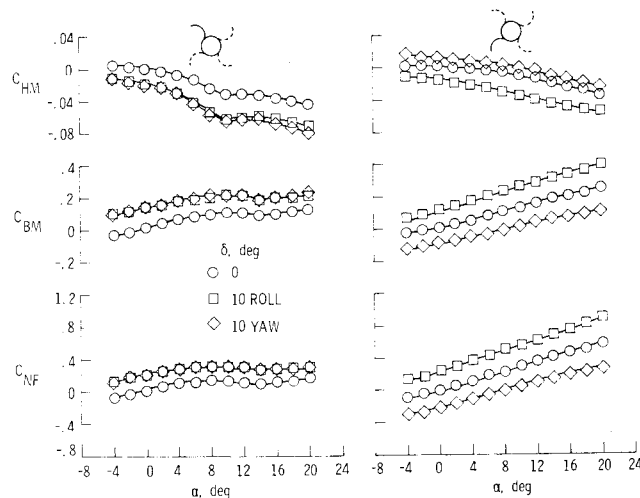 .04
0
-.04
-.08
C_HM
.4
.2
0
-.2
C_BM
δ, deg
0
10 ROLL
10 YAW
1.2
.8
.4
0
-.4
-.8
C_NF
-8 -4 0 4 8 12 16 20 24
α, deg
-8 -4 0 4 8 12 16 20 24
α, deg